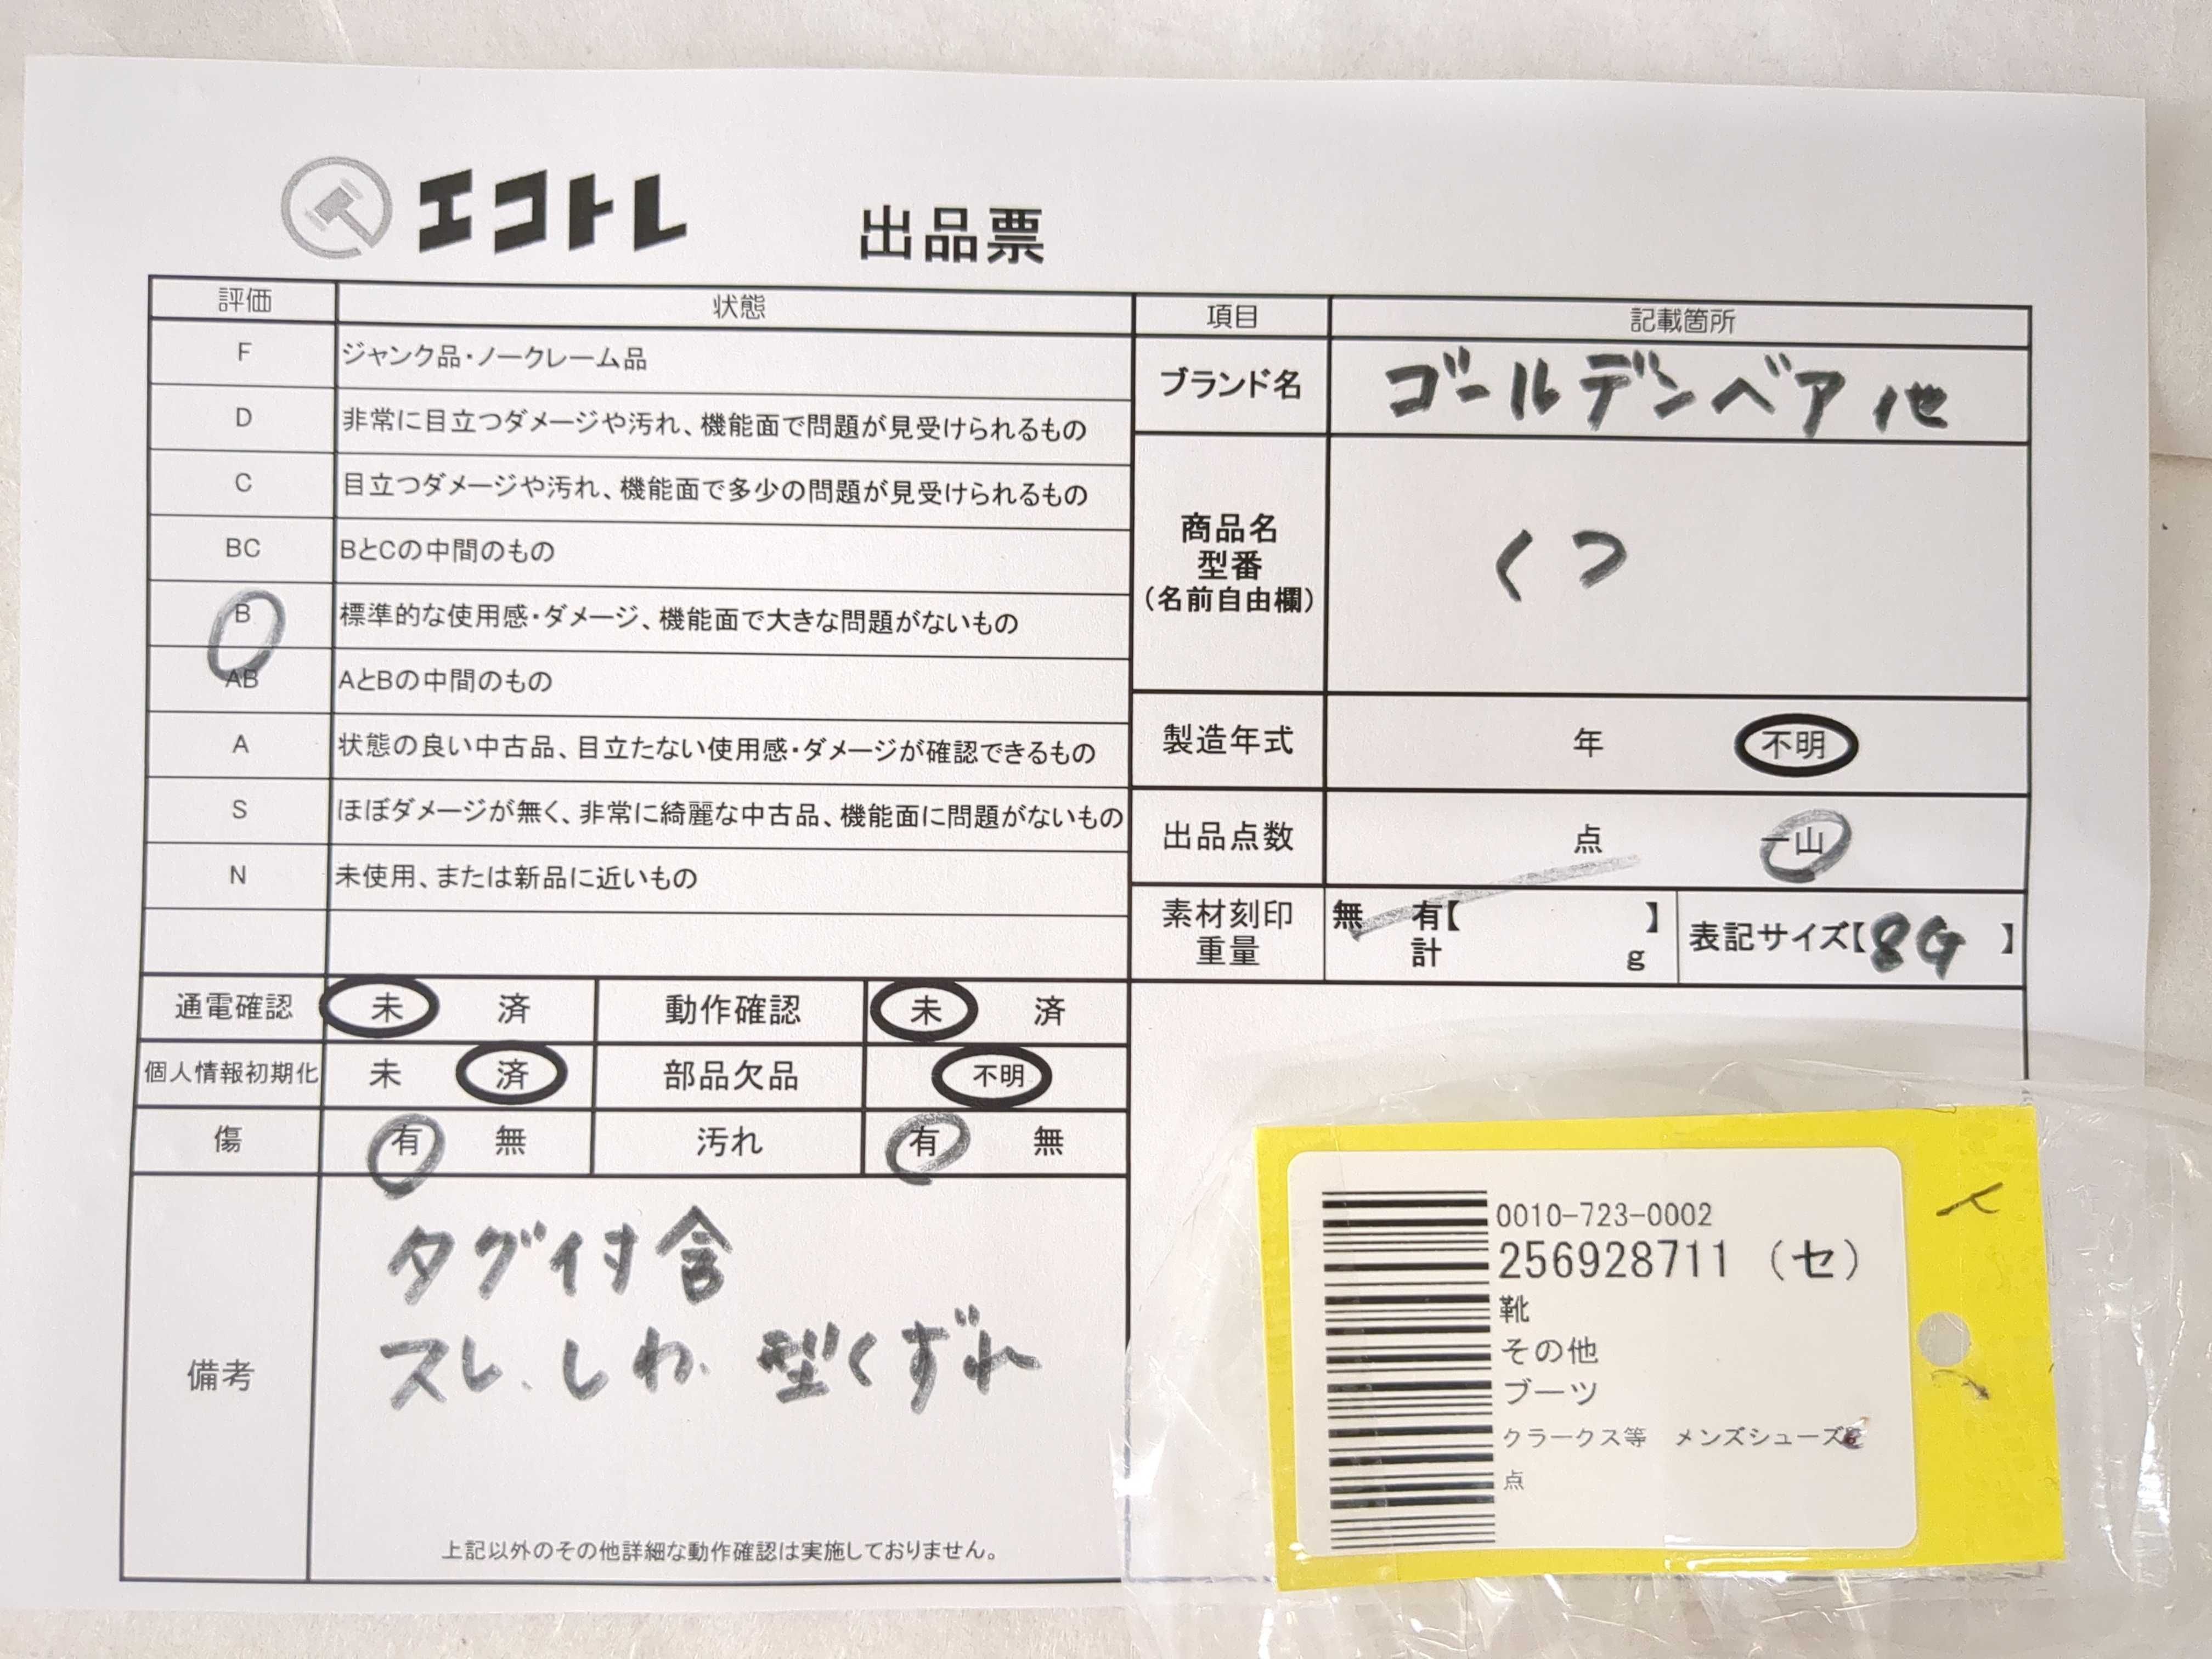 エコトレ 出品票
評価 状態
F ジャンク品・ノークレーム品
D 非常に目立つダメージや汚れ、機能面で問題が見受けられるもの
C 目立つダメージや汚れ、機能面で多少の問題が見受けられるもの
BC BとCの中間のもの
B 標準的な使用感・ダメージ、機能面で大きな問題がないもの
AB AとBの中間のもの
A 状態の良い中古品、目立たない使用感・ダメージが確認できるもの
S ほぼダメージが無く、非常に綺麗な中古品、機能面に問題がないもの
N 未使用、または新品に近いもの
項目 記載箇所
ブランド名 ゴールデンベア 他
商品名
型番
(名前自由欄)
くつ
製造年式 年 不明
出品点数 点 一山
素材刻印 無 有【 】
重量 計 g
表記サイズ【 】
通電確認 未 済 動作確認 未 済
個人情報初期化 未 済 部品欠品 不明
傷 有 無 汚れ 有 無
備考
タグ付含
スレ、しわ、型くずれ
上記以外のその他詳細な動作確認は実施しておりません。
0010-723-0002
256928711 (セ)
靴
その他
ブーツ
クラークス等 メンズシューズ
点